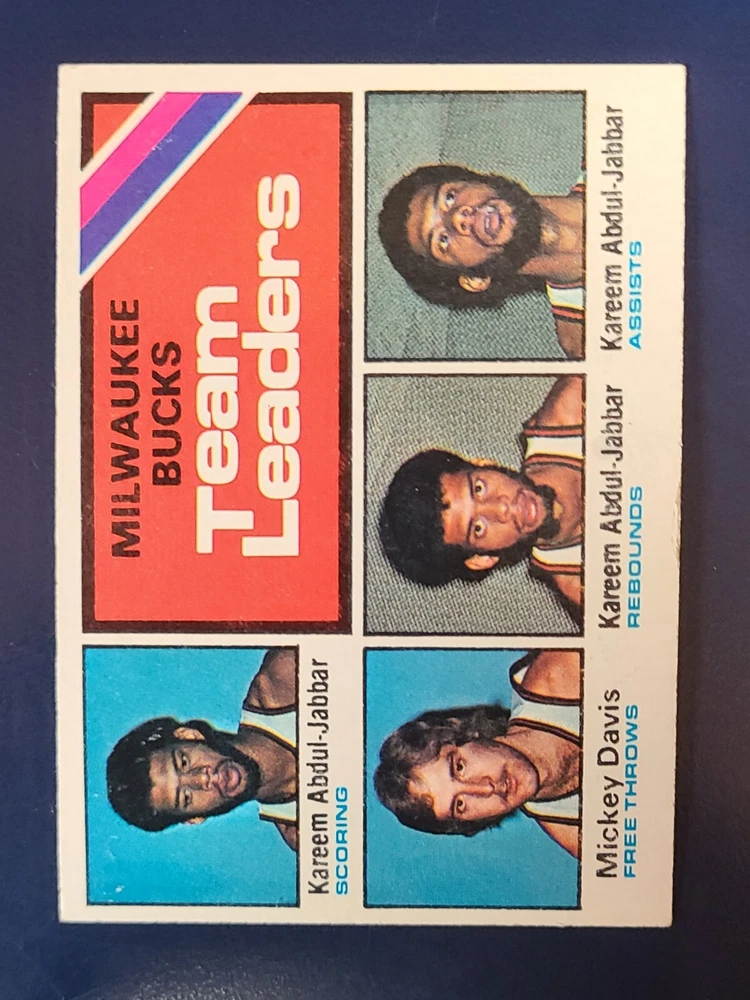 Kareem Abdul-Jabbar
SCORING
MILWAUKEE
BUCKS
Team
Leaders
Mickey Davis
FREE THROWS
Kareem Abdul-Jabbar
REBOUNDS
Kareem Abdul-Jabbar
ASSISTS